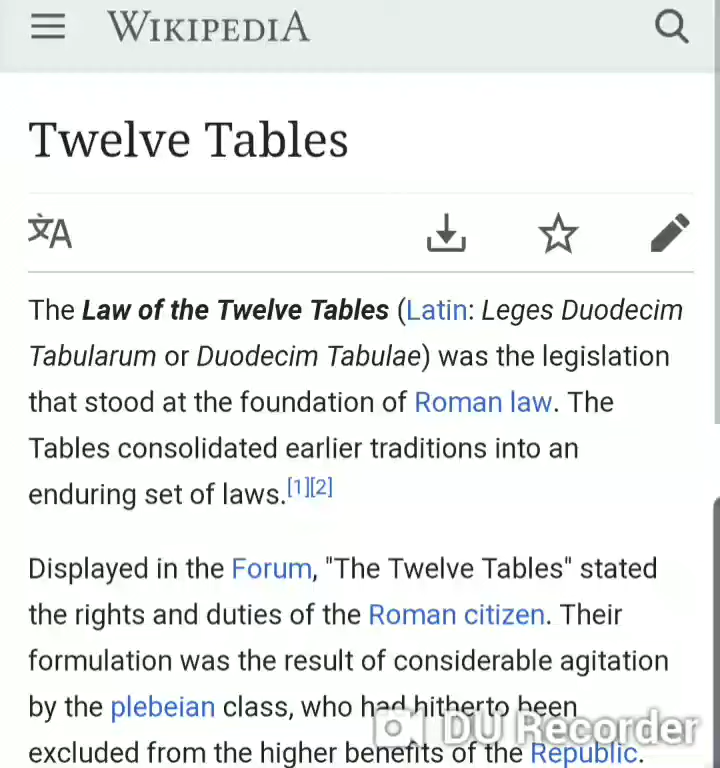 WIKIPEDIA
Twelve Tables
文A
The Law of the Twelve Tables (Latin: Leges Duodecim
Tabularum or Duodecim Tabulae) was the legislation
that stood at the foundation of Roman law. The
Tables consolidated earlier traditions into an
enduring set of laws.[1][2]
Displayed in the Forum, "The Twelve Tables" stated
the rights and duties of the Roman citizen. Their
formulation was the result of considerable agitation
by the plebeian class, who had hitherto been
excluded from the higher benefits of the Republic.
DU Recorder